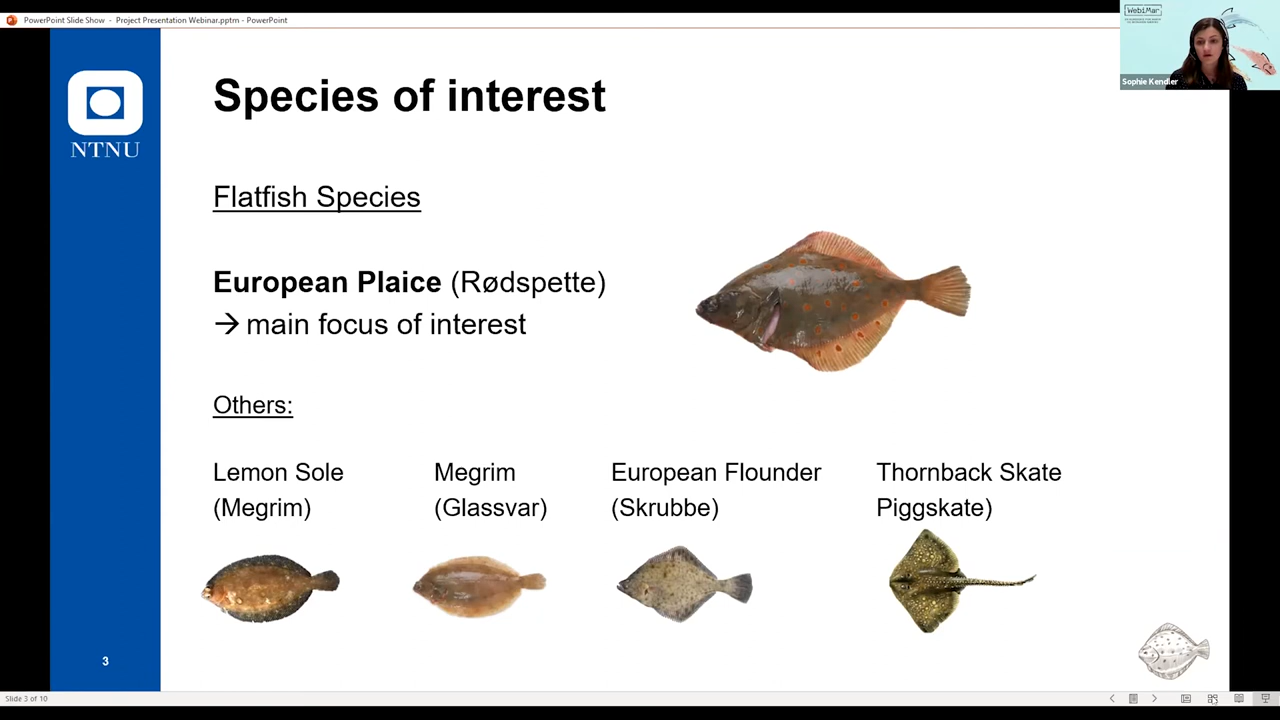 PowerPoint Slide Show - Project Presentation Webinar.pptm - PowerPoint
WebiMar
Sophie Kendler
NTNU
Species of interest
Flatfish Species
European Plaice (Rødspette)
→ main focus of interest
Others:
Lemon Sole
(Megrim)
Megrim
(Glassvar)
European Flounder
(Skrubbe)
Thornback Skate
Piggskate)
3
Slide 3 of 10